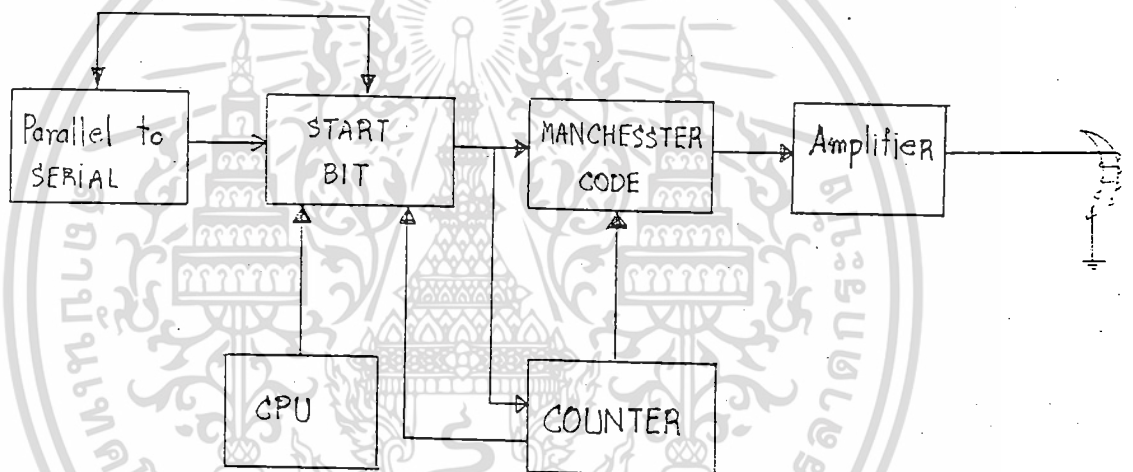 Parallel to
SERIAL
START
BIT
MANCHESSTER
CODE
Amplifier
CPU
COUNTER